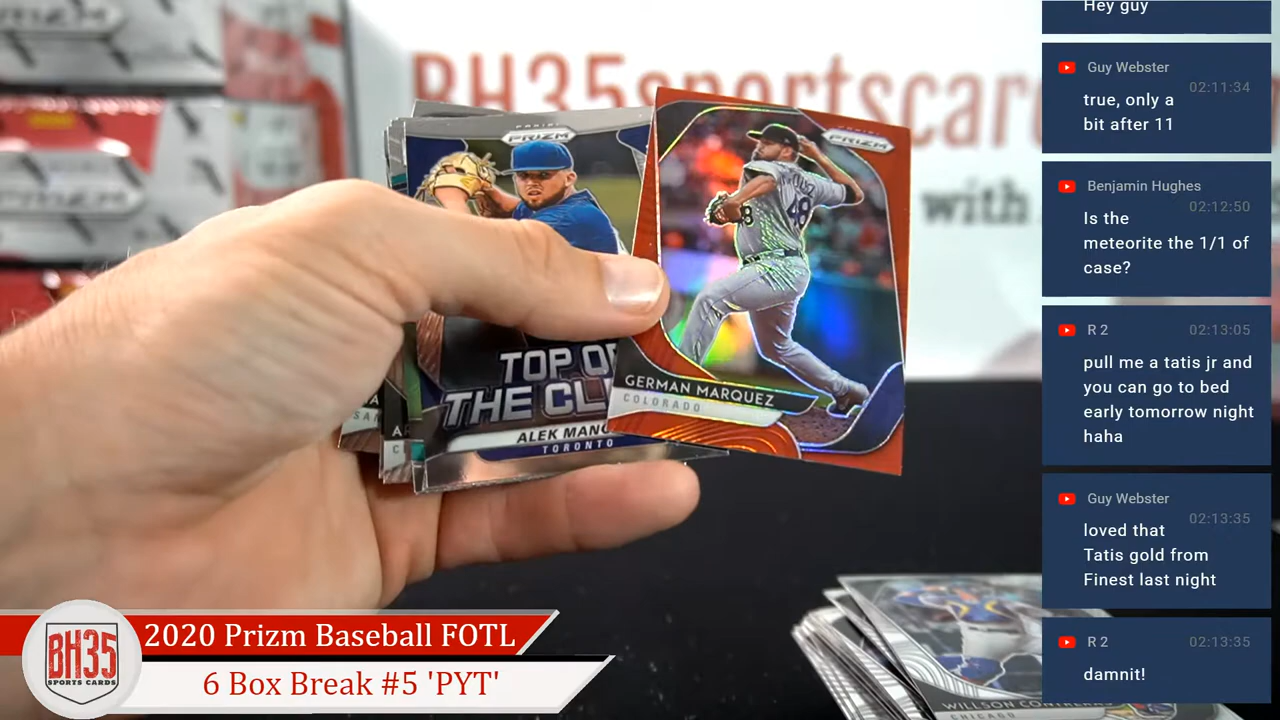 BH35sportscar
with
PRIZM
PANINI
PRIZM
PANINI
PRIZM
48
TOP OF
THE CL
ALEK MANO
TORONTO
GERMAN MARQUEZ
COLORADO
WILLSON CONTRERAS
CHICAGO
BH35
SPORTS CARDS
2020 Prizm Baseball FOTL
6 Box Break #5 'PYT'
Hey guy
Guy Webster
02:11:34
true, only a
bit after 11
Benjamin Hughes
02:12:50
Is the
meteorite the 1/1 of
case?
R 2
02:13:05
pull me a tatis jr and
you can go to bed
early tomorrow night
haha
Guy Webster
02:13:35
loved that
Tatis gold from
Finest last night
R 2
02:13:35
damnit!